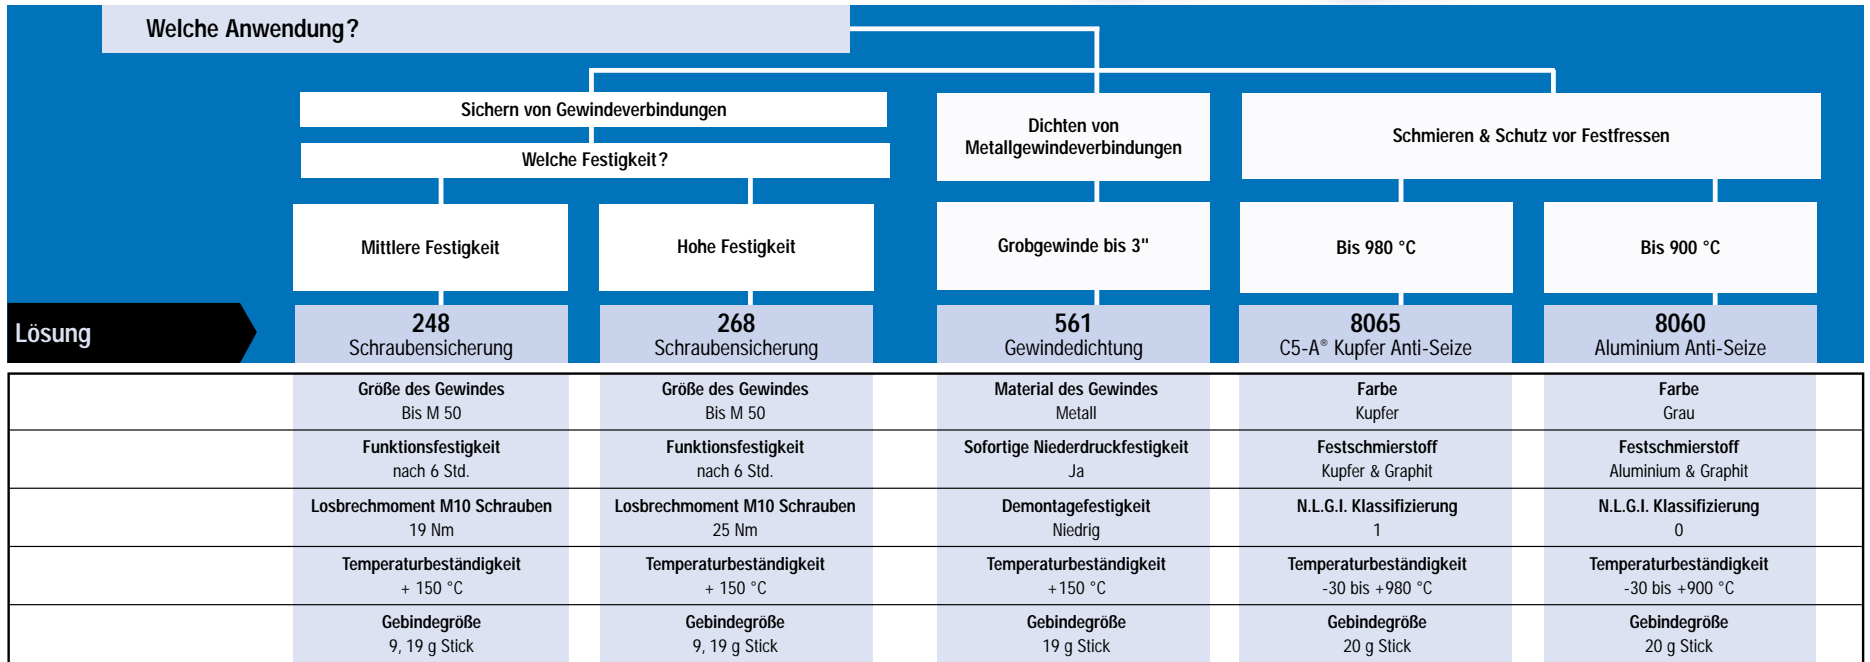 Welche Anwendung?
Sichern von Gewindeverbindungen
Welche Festigkeit?
Dichten von
Metallgewindeverbindungen
Schmieren & Schutz vor Festfressen
Mittlere Festigkeit
Hohe Festigkeit
Grobgewinde bis 3"
Bis 980 °C
Bis 900 °C
Lösung
248
Schraubensicherung
268
Schraubensicherung
561
Gewindedichtung
8065
C5-A® Kupfer Anti-Seize
8060
Aluminium Anti-Seize
Größe des Gewindes
Bis M 50
Größe des Gewindes
Bis M 50
Material des Gewindes
Metall
Farbe
Kupfer
Farbe
Grau
Funktionsfestigkeit
nach 6 Std.
Funktionsfestigkeit
nach 6 Std.
Sofortige Niederdruckfestigkeit
Ja
Festschmierstoff
Kupfer & Graphit
Festschmierstoff
Aluminium & Graphit
Losbrechmoment M10 Schrauben
19 Nm
Losbrechmoment M10 Schrauben
25 Nm
Demontagefestigkeit
Niedrig
N.L.G.I. Klassifizierung
1
N.L.G.I. Klassifizierung
0
Temperaturbeständigkeit
+ 150 °C
Temperaturbeständigkeit
+ 150 °C
Temperaturbeständigkeit
+150 °C
Temperaturbeständigkeit
-30 bis +980 °C
Temperaturbeständigkeit
-30 bis +900 °C
Gebindegröße
9, 19 g Stick
Gebindegröße
9, 19 g Stick
Gebindegröße
19 g Stick
Gebindegröße
20 g Stick
Gebindegröße
20 g Stick